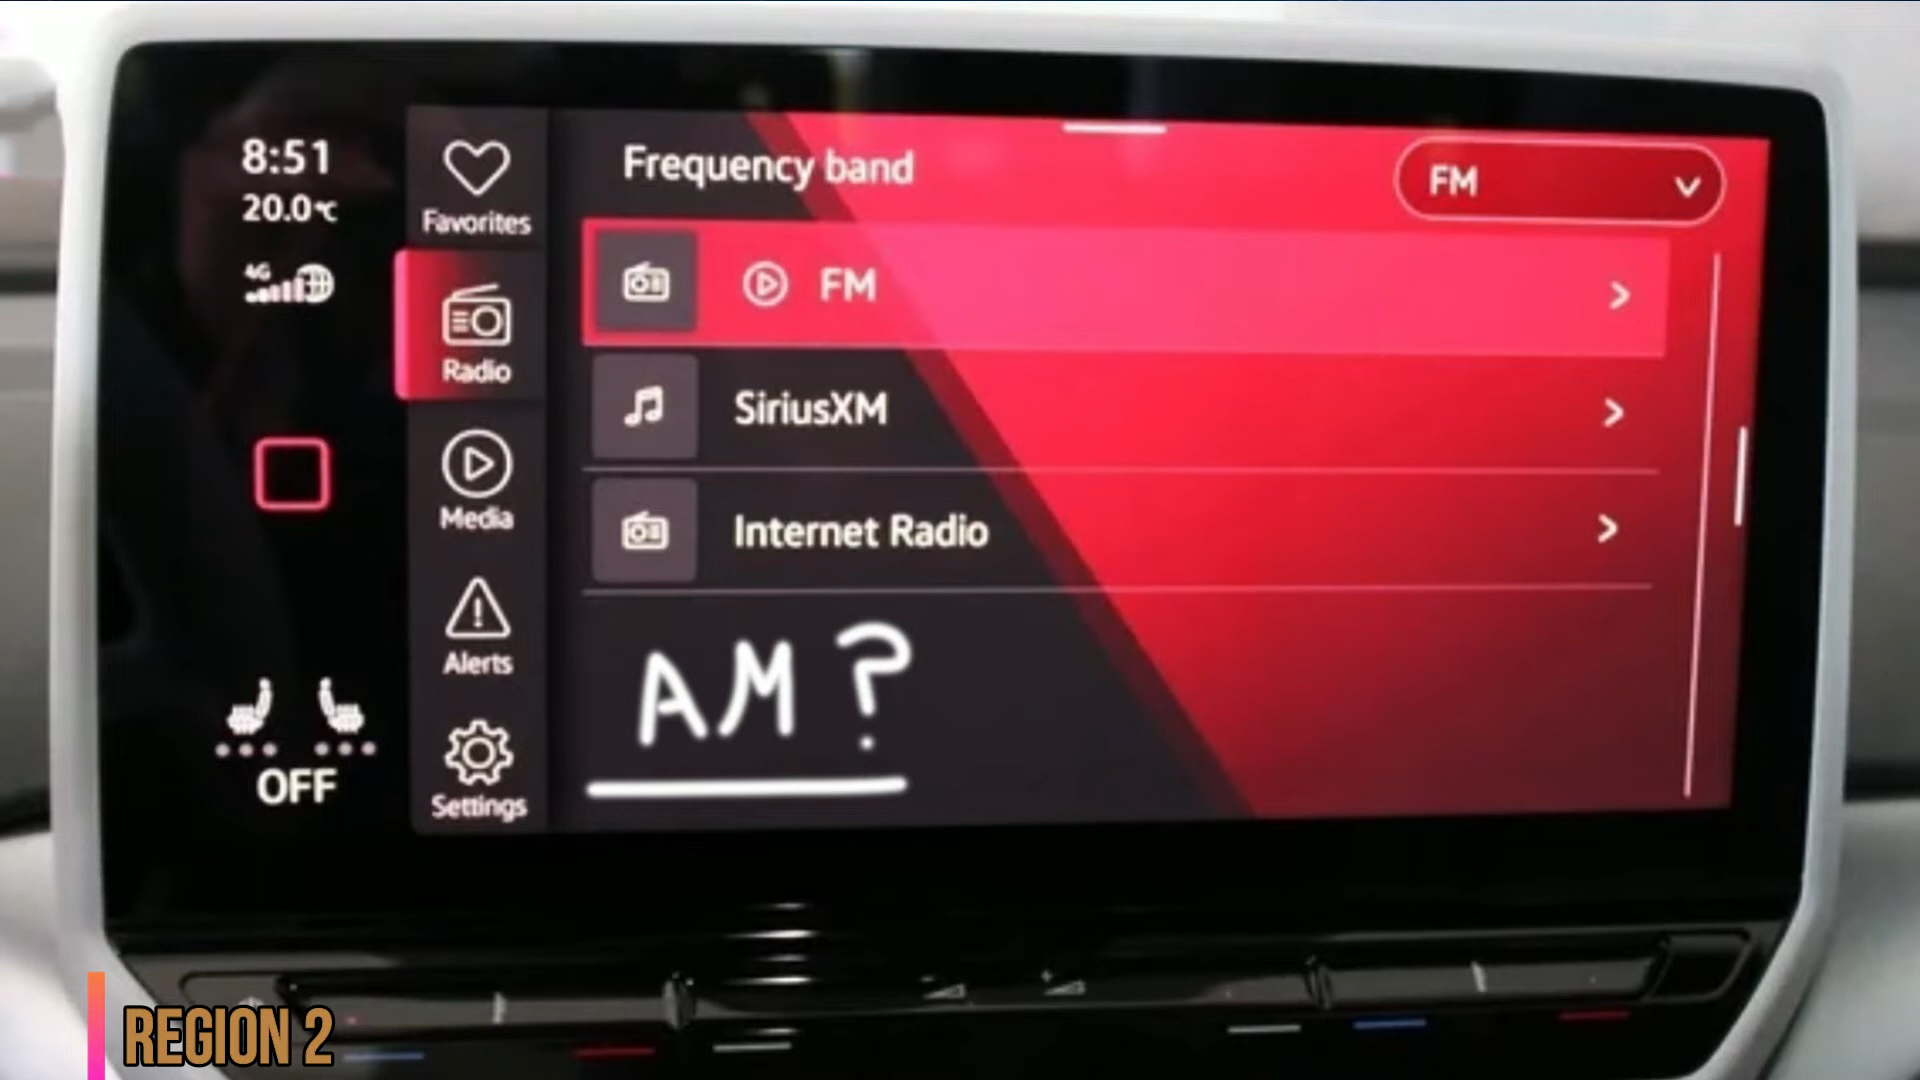 8:51
20.0°C
4G
OFF
Favorites
Radio
Media
Alerts
Settings
Frequency band
FM
FM
SiriusXM
Internet Radio
AM?
REGION 2